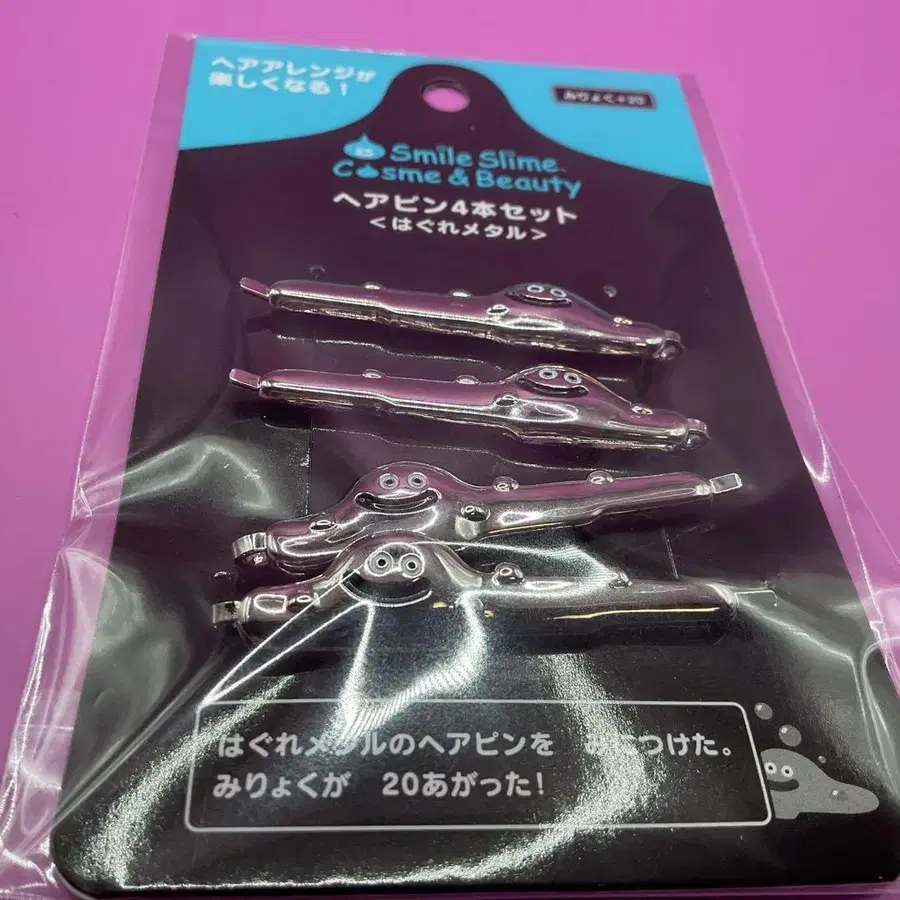 ヘアアレンジが
楽しくなる！
みりょく+20
SS
Smile Slime
Cosme & Beauty
ヘアピン4本セット
<はぐれメタル>
はぐれメタルのヘアピンを みにつけた。
みりょくが 20あがった!